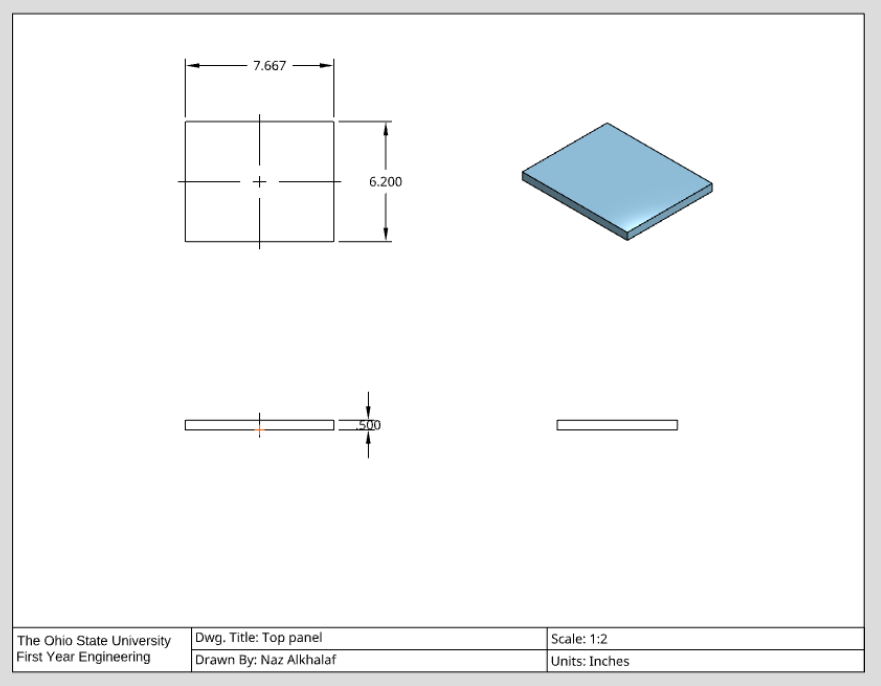 7.667
6.200
.500
The Ohio State University
First Year Engineering
Dwg. Title: Top panel
Drawn By: Naz Alkhalaf
Scale: 1:2
Units: Inches